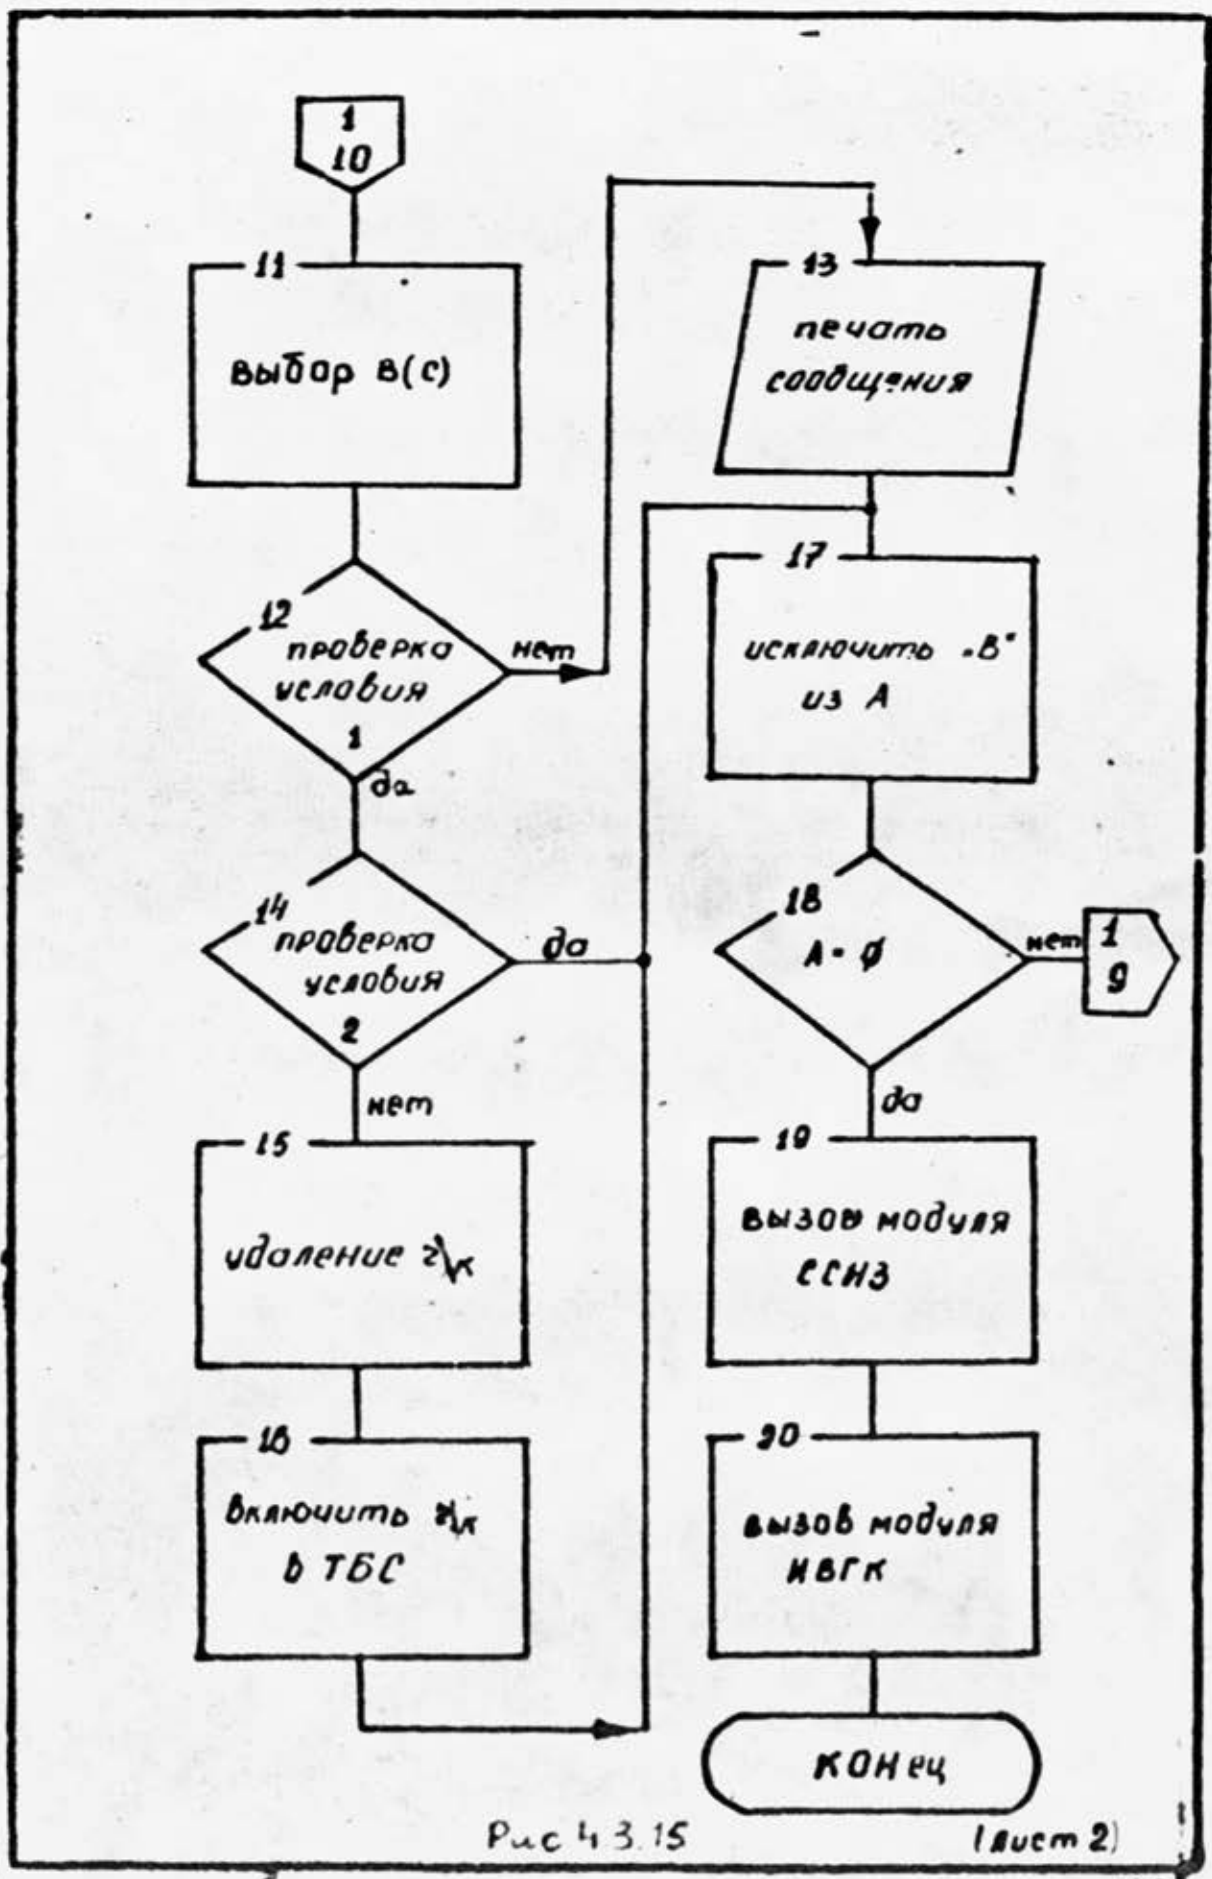 1
10
11
выбор в(с)
12
проверка
условия
1
нет
да
14
проверка
условия
2
да
нет
15
удаление г/к
16
включить г/к
в ТБС
13
печать
сообщения
17
исключить „В"
из А
18
А = ∅
нет
1
9
да
19
вызов модуля
ССНЗ
20
вызов модуля
ИВГК
конец
Рис 4.3.15
(лист 2)